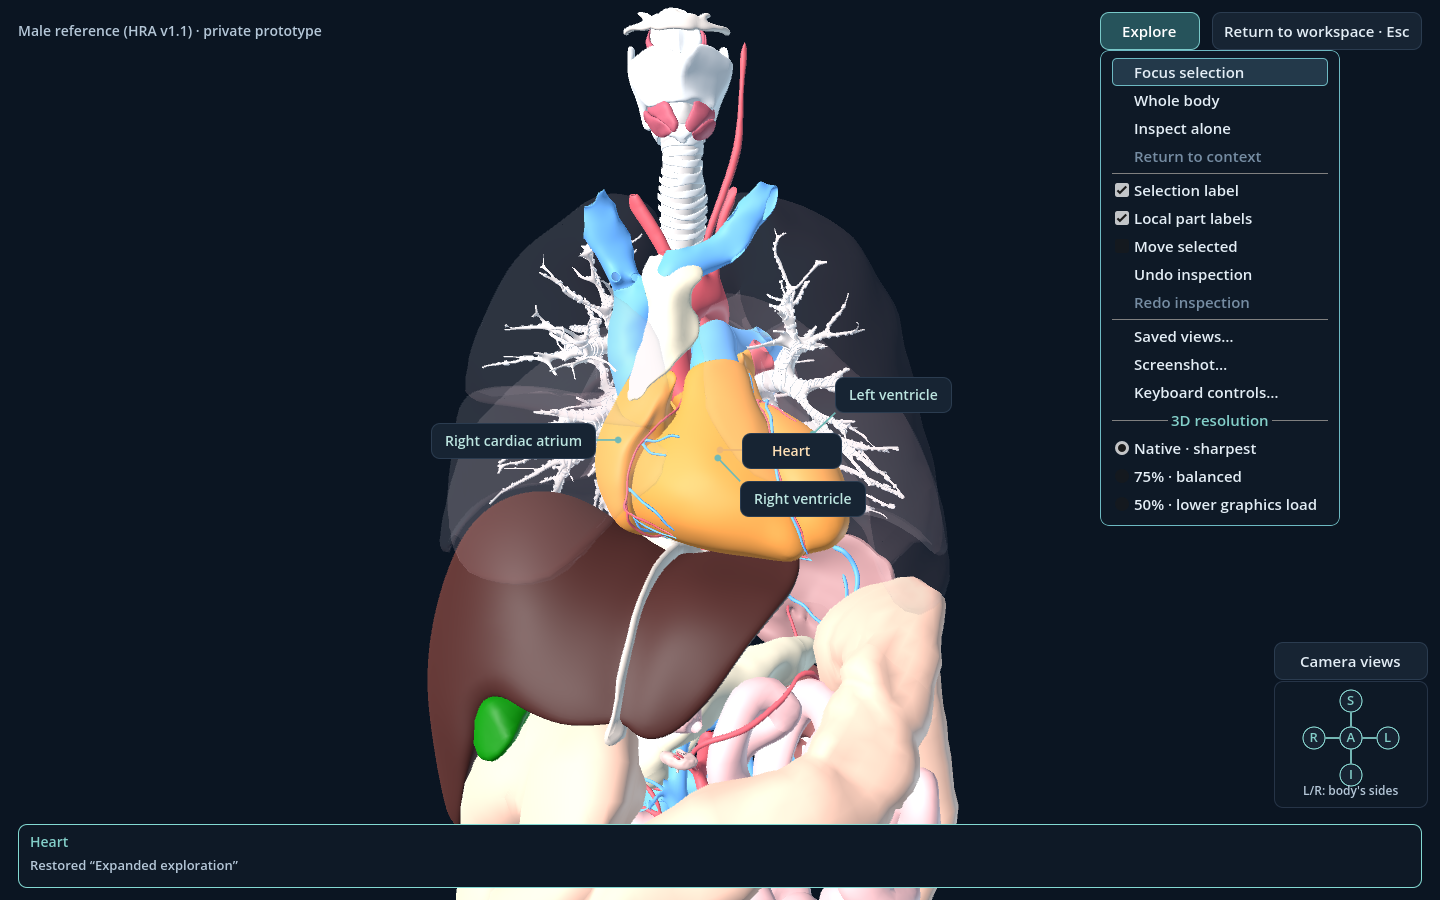 Male reference (HRA v1.1) · private prototype
Explore
Return to workspace · Esc
Focus selection
Whole body
Inspect alone
Return to context
Selection label
Local part labels
Move selected
Undo inspection
Redo inspection
Saved views...
Screenshot...
Keyboard controls...
3D resolution
Native · sharpest
75% · balanced
50% · lower graphics load
Left ventricle
Right cardiac atrium
Heart
Right ventricle
Camera views
S
R A L
I
L/R: body's sides
Heart
Restored “Expanded exploration”